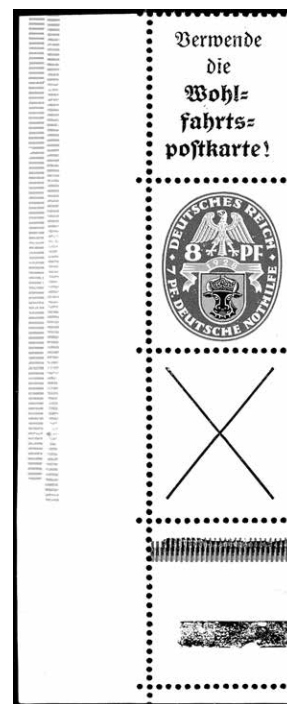 Verwende
die
Wohl=
fahrts=
postkarte!
DEUTSCHES REICH
8 PF
7 PF. DEUTSCHE NOTHILFE